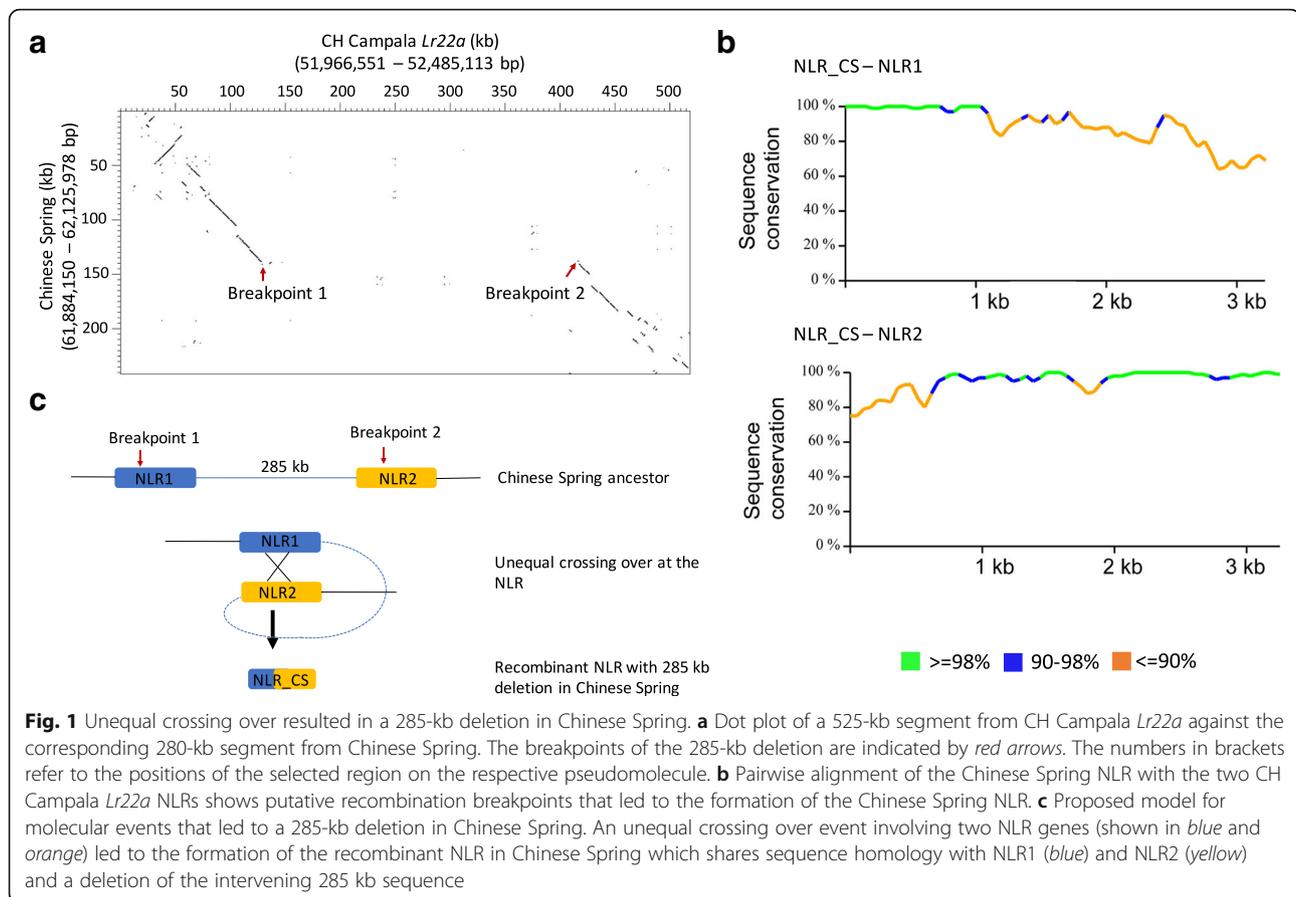 a
CH Campala Lr22a (kb)
(51,966,551 – 52,485,113 bp)
50 100 150 200 250 300 350 400 450 500
Chinese Spring (kb)
(61,884,150 – 62,125,978 bp)
50
100
150
200
Breakpoint 1
Breakpoint 2
b
NLR_CS – NLR1
Sequence
conservation
100 %
80 %
60 %
40 %
20 %
0 %
1 kb 2 kb 3 kb
NLR_CS – NLR2
Sequence
conservation
100 %
80 %
60 %
40 %
20 %
0 %
1 kb 2 kb 3 kb
>=98% 90-98% <=90%
c
Breakpoint 1
Breakpoint 2
NLR1
285 kb
NLR2
Chinese Spring ancestor
NLR1
NLR2
Unequal crossing over at the
NLR
NLR_CS
Recombinant NLR with 285 kb
deletion in Chinese Spring
Fig. 1 Unequal crossing over resulted in a 285-kb deletion in Chinese Spring. a Dot plot of a 525-kb segment from CH Campala Lr22a against the
corresponding 280-kb segment from Chinese Spring. The breakpoints of the 285-kb deletion are indicated by red arrows. The numbers in brackets
refer to the positions of the selected region on the respective pseudomolecule. b Pairwise alignment of the Chinese Spring NLR with the two CH
Campala Lr22a NLRs shows putative recombination breakpoints that led to the formation of the Chinese Spring NLR. c Proposed model for
molecular events that led to a 285-kb deletion in Chinese Spring. An unequal crossing over event involving two NLR genes (shown in blue and
orange) led to the formation of the recombinant NLR in Chinese Spring which shares sequence homology with NLR1 (blue) and NLR2 (yellow)
and a deletion of the intervening 285 kb sequence